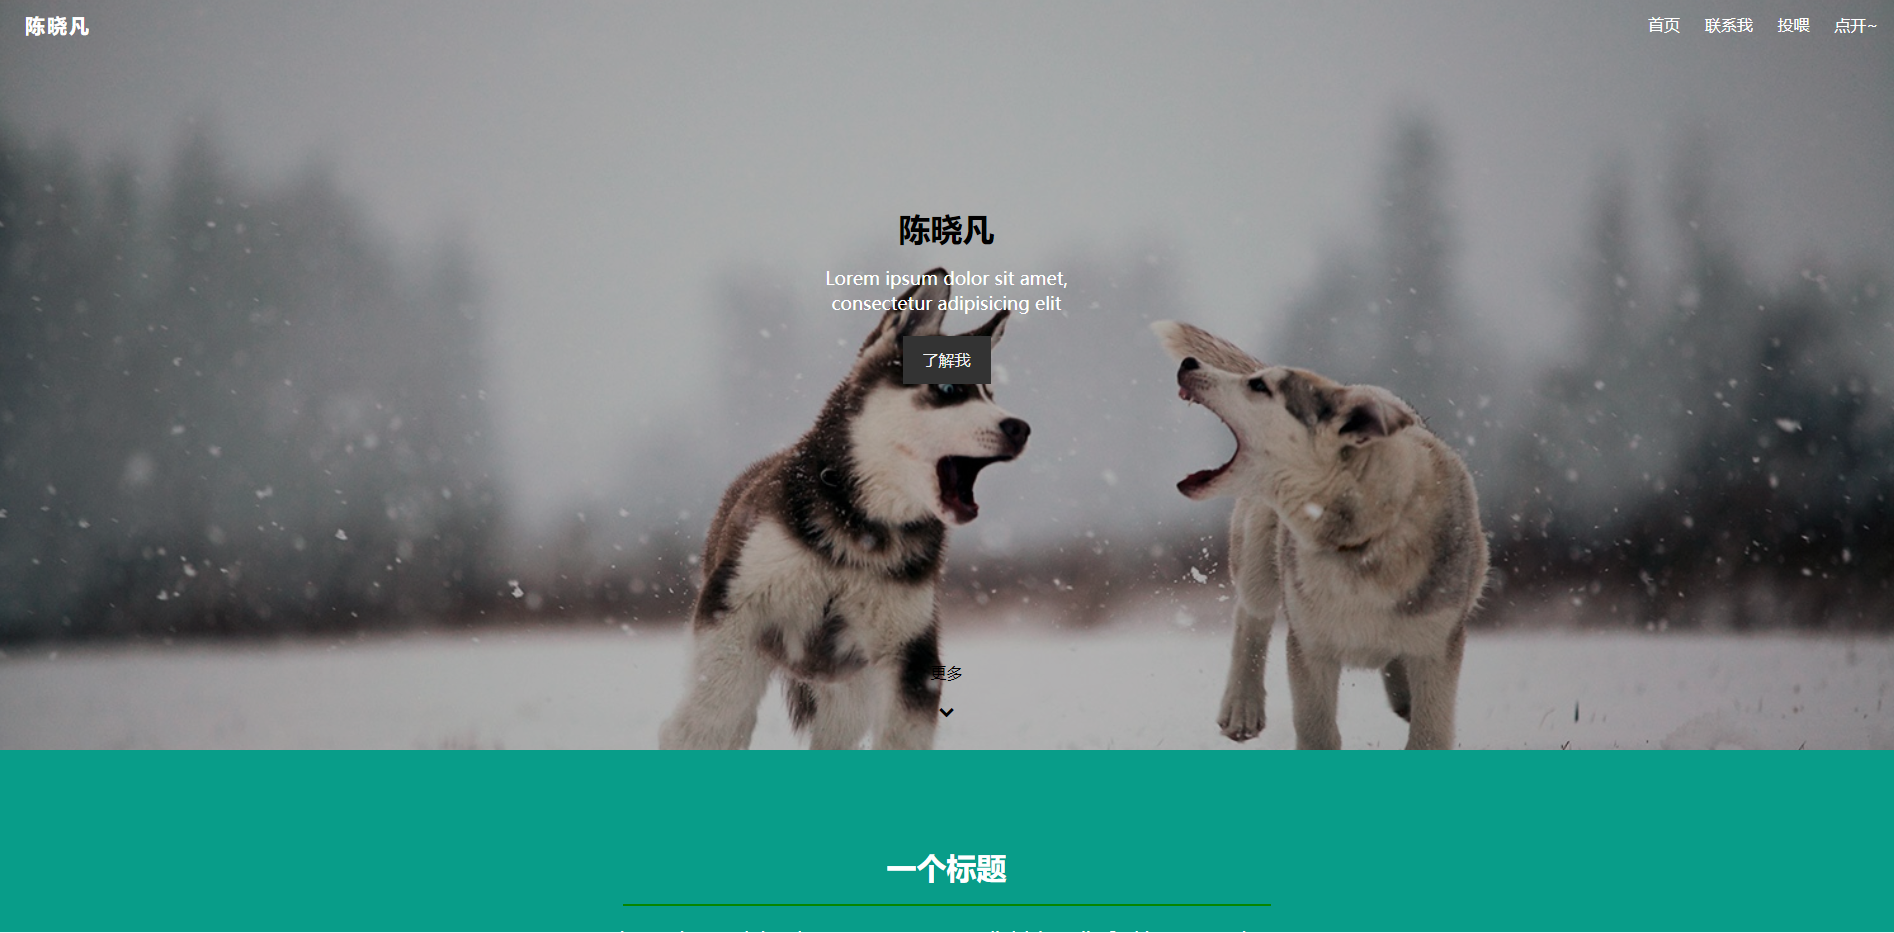 陈晓凡
首页 联系我 投喂 点开~
陈晓凡
Lorem ipsum dolor sit amet,
consectetur adipisicing elit
了解我
更多
一个标题